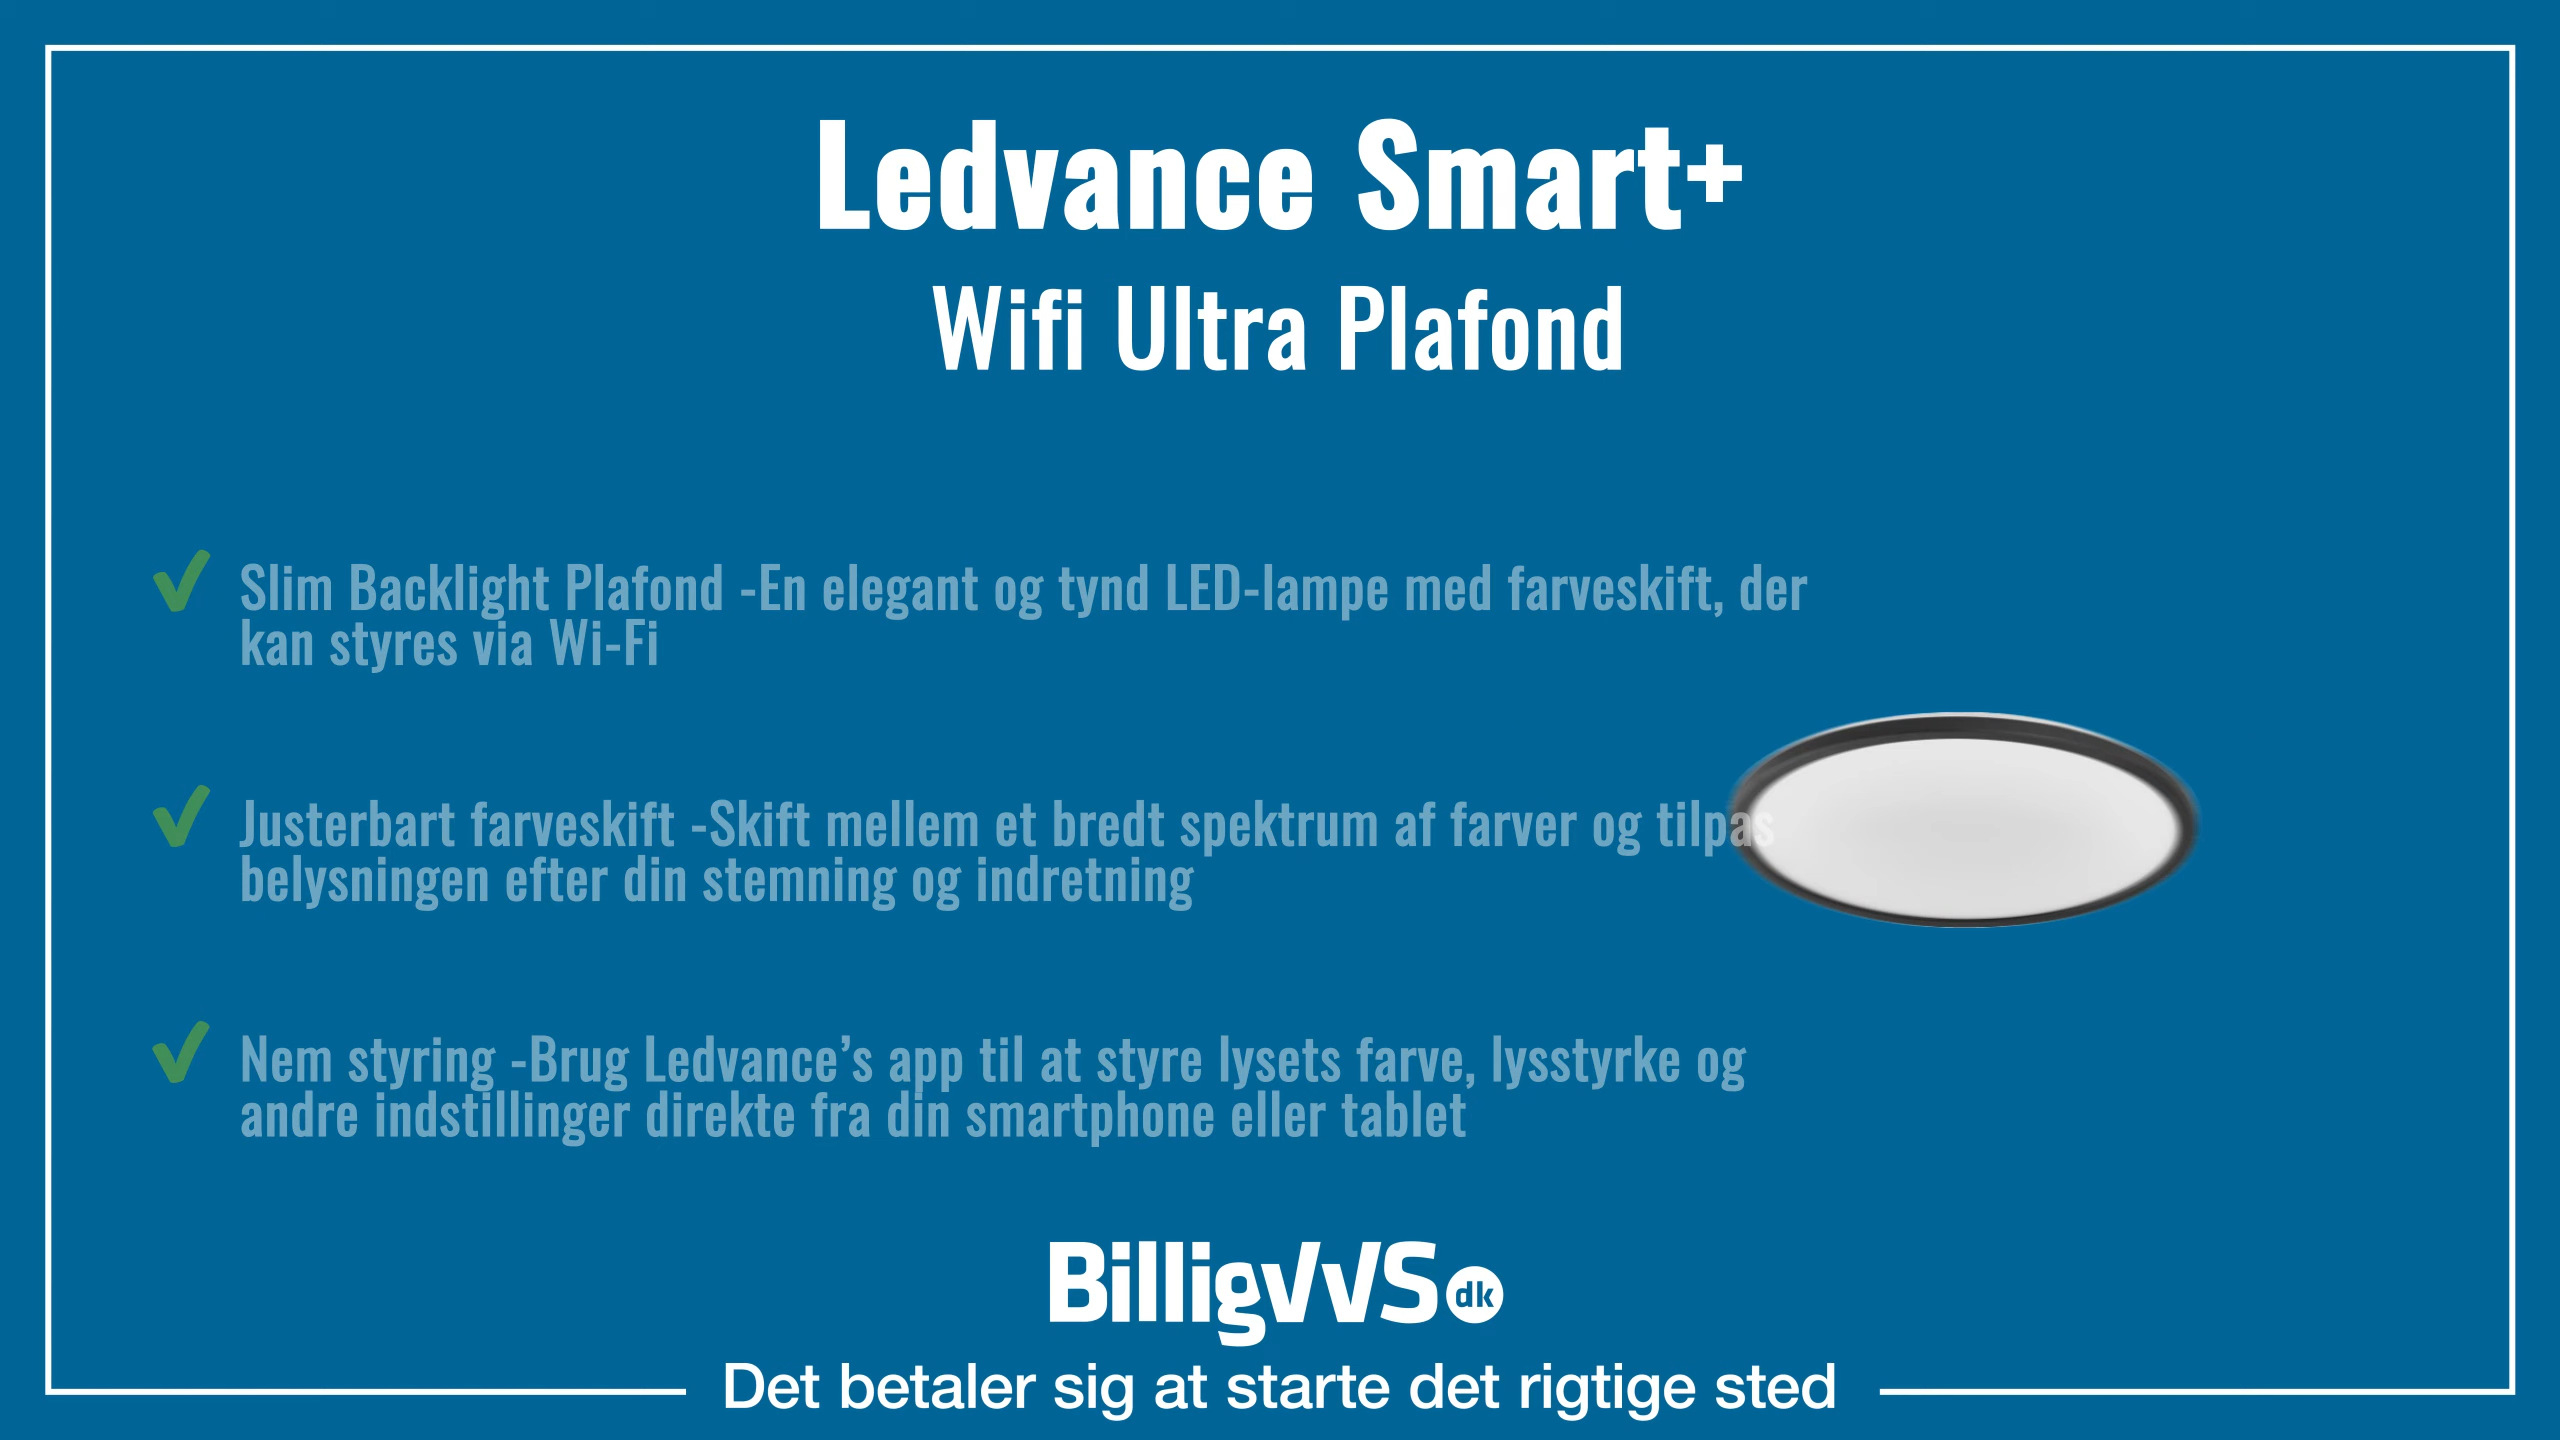 Ledvance Smart+
Wifi Ultra Plafond
Slim Backlight Plafond -En elegant og tynd LED-lampe med farveskift, der
kan styres via Wi-Fi
Justerbart farveskift -Skift mellem et bredt spektrum af farver og tilpas
belysningen efter din stemning og indretning
Nem styring -Brug Ledvance’s app til at styre lysets farve, lysstyrke og
andre indstillinger direkte fra din smartphone eller tablet
BilligVVS dk
Det betaler sig at starte det rigtige sted